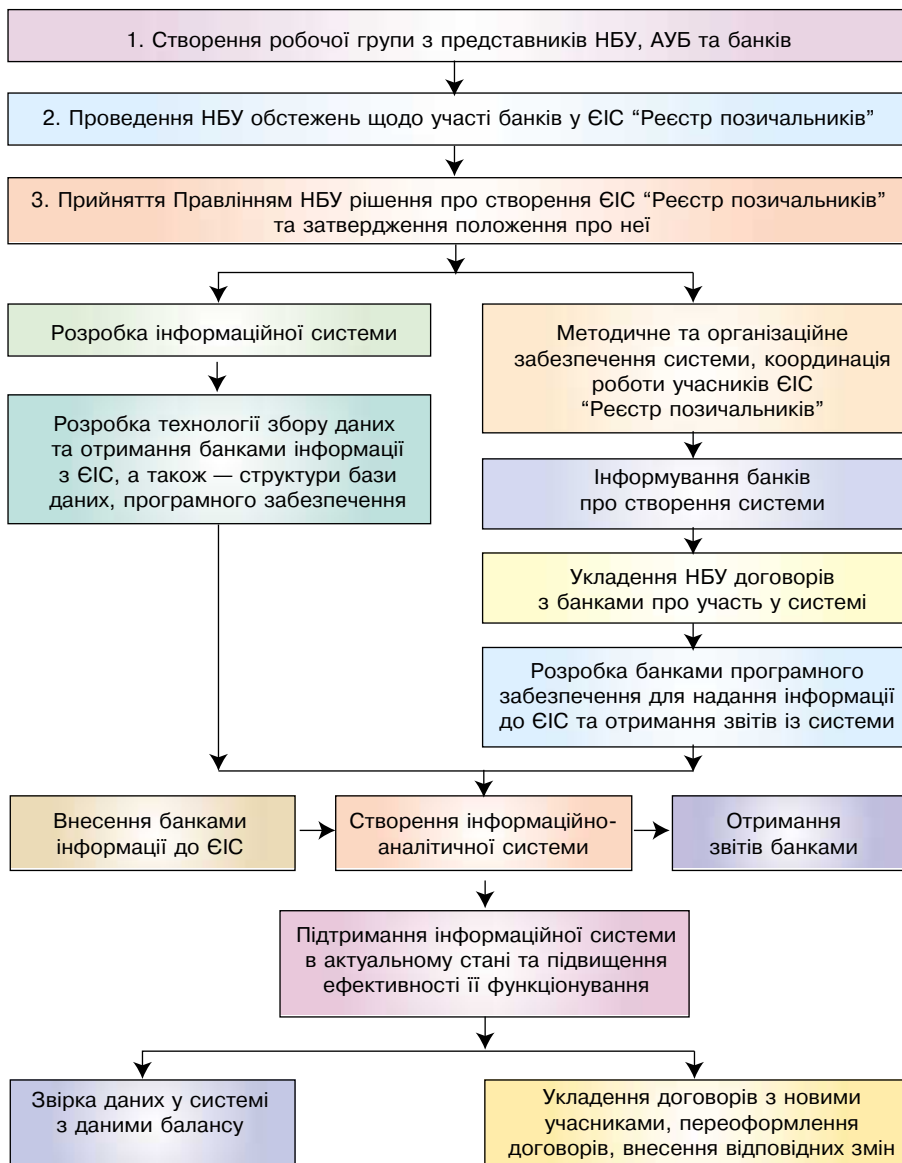 1. Створення робочої групи з представників НБУ, АУБ та банків
2. Проведення НБУ обстежень щодо участі банків у ЄІС “Реєстр позичальників”
3. Прийняття Правлінням НБУ рішення про створення ЄІС “Реєстр позичальників”
та затвердження положення про неї
Розробка інформаційної системи
Розробка технології збору даних
та отримання банками інформації
з ЄІС, а також — структури бази
даних, програмного забезпечення
Методичне та організаційне
забезпечення системи, координація
роботи учасників ЄІС
“Реєстр позичальників”
Інформування банків
про створення системи
Укладення НБУ договорів
з банками про участь у системі
Розробка банками програмного
забезпечення для надання інформації
до ЄІС та отримання звітів із системи
Внесення банками
інформації до ЄІС
Створення інформаційно-
аналітичної системи
Отримання
звітів банками
Підтримання інформаційної системи
в актуальному стані та підвищення
ефективності її функціонування
Звірка даних у системі
з даними балансу
Укладення договорів з новими
учасниками, переоформлення
договорів, внесення відповідних змін